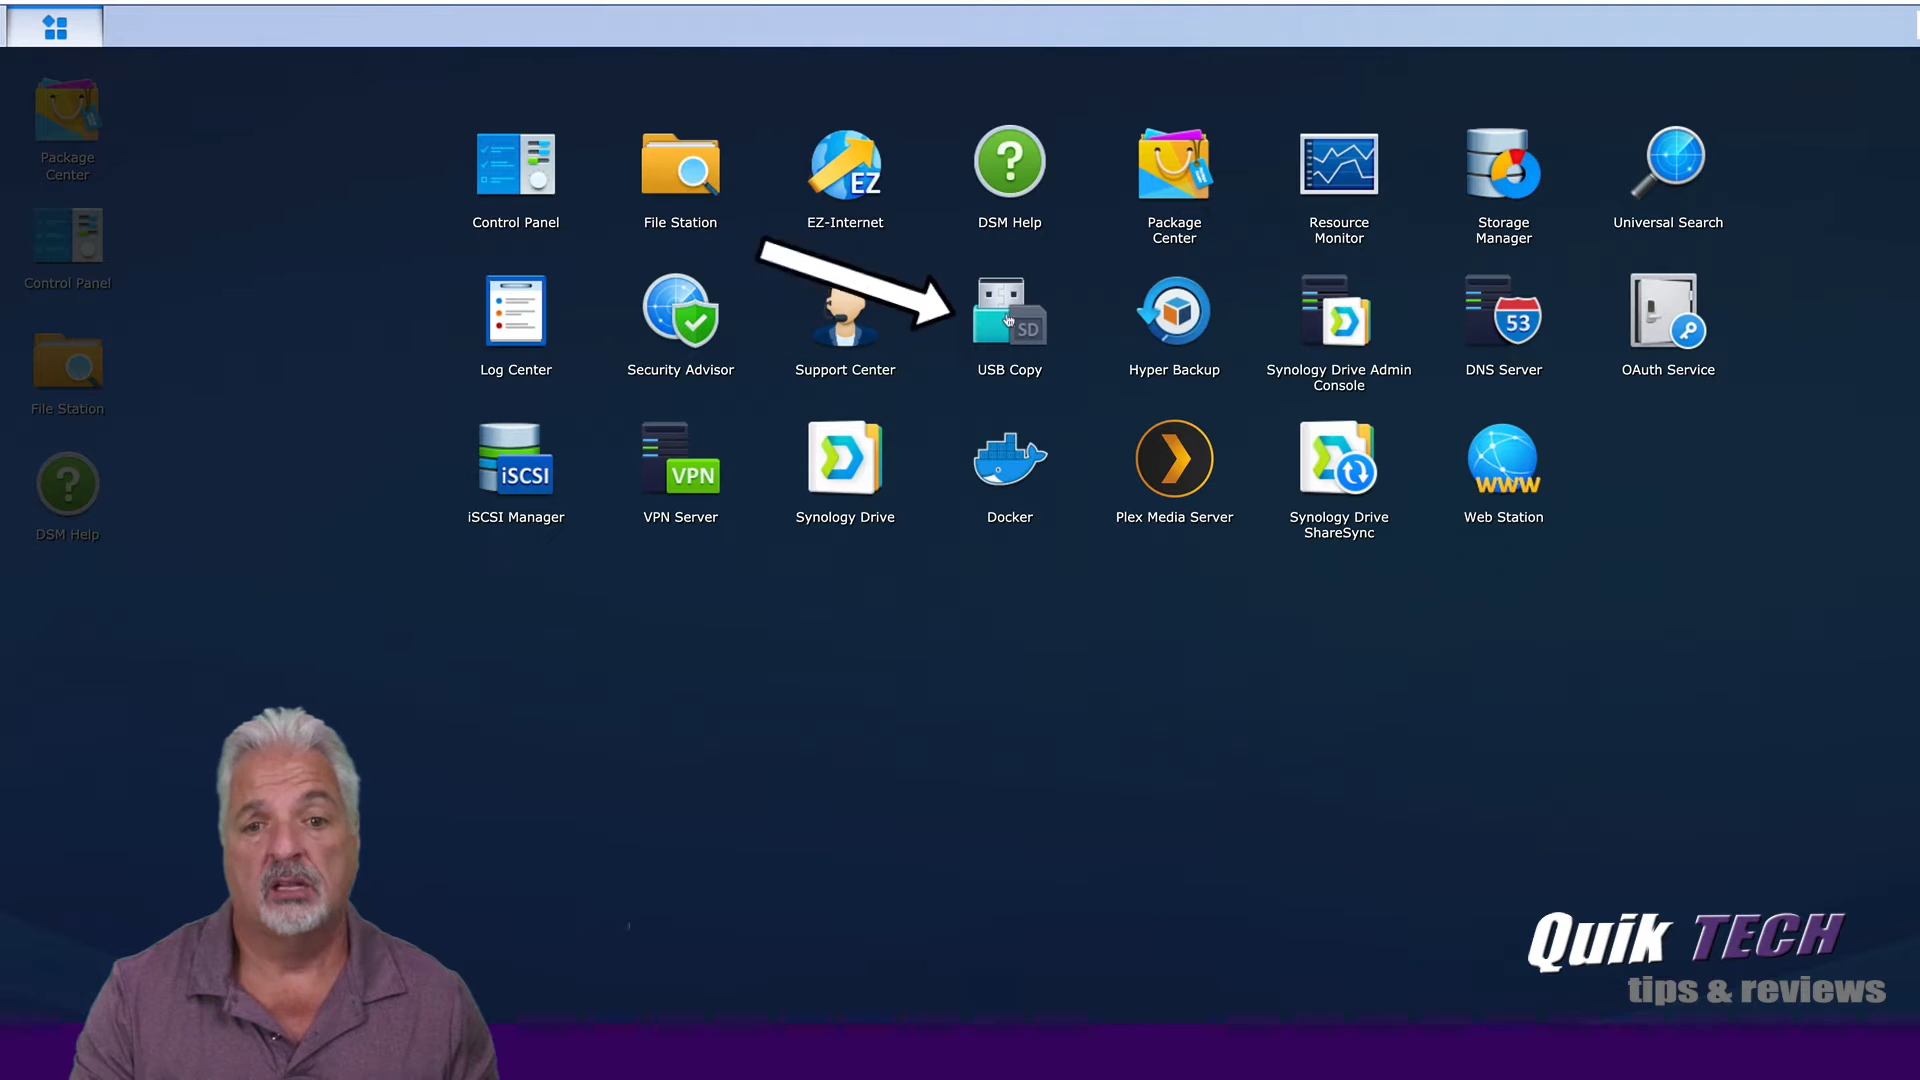 Package
Center
Control Panel
File Station
DSM Help
Control Panel
File Station
EZ
EZ-Internet
?
DSM Help
Package
Center
Resource
Monitor
Storage
Manager
Universal Search
Log Center
Security Advisor
Support Center
SD
USB Copy
Hyper Backup
Synology Drive Admin
Console
53
DNS Server
OAuth Service
iSCSI
iSCSI Manager
VPN
VPN Server
Synology Drive
Docker
Plex Media Server
Synology Drive
ShareSync
WWW
Web Station
Quik TECH
tips & reviews